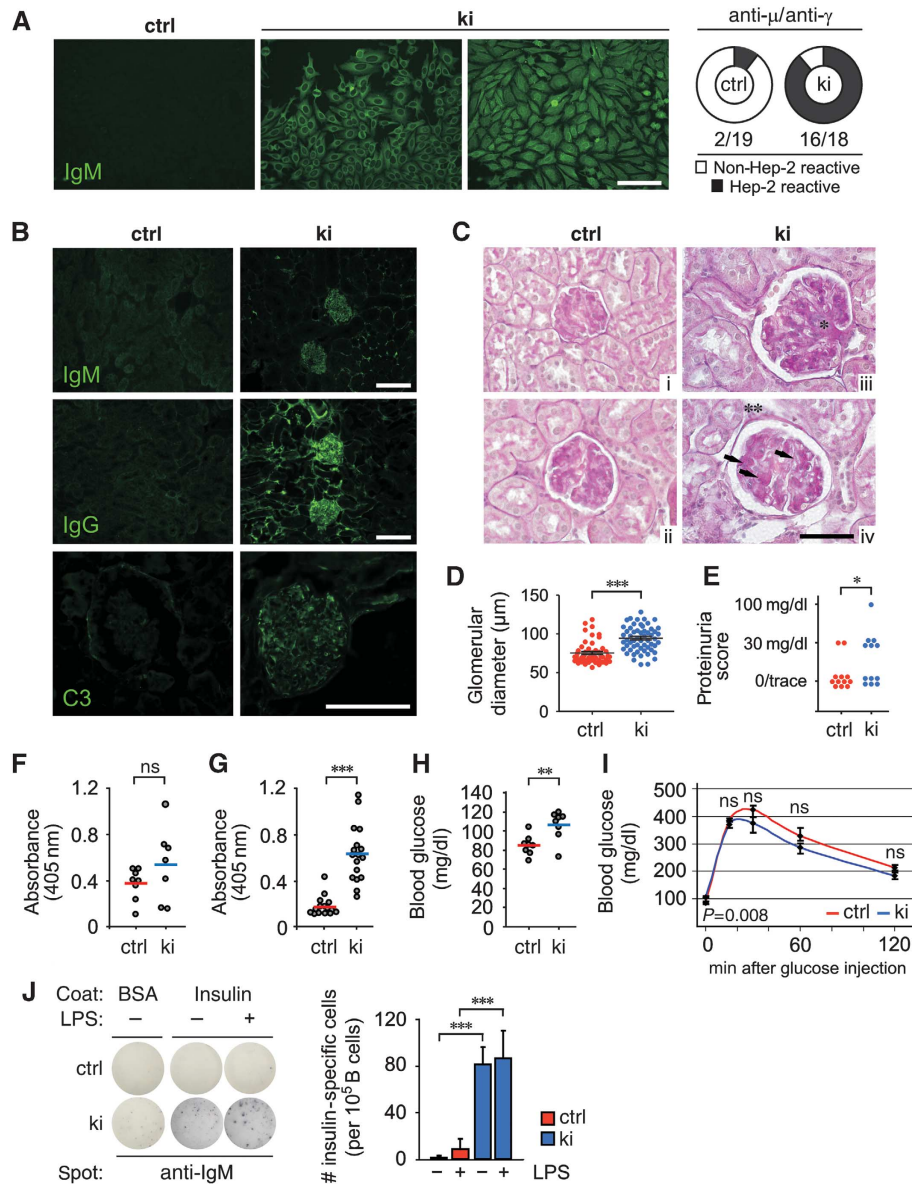 A
ctrl
ki
anti-μ/anti-γ
IgM
ctrl
ki
2/19
16/18
Non-Hep-2 reactive
Hep-2 reactive
B
ctrl
ki
IgM
IgG
C3
C
ctrl
ki
*
i
iii
**
ii
iv
D
***
Glomerular
diameter (μm)
150
100
50
0
ctrl
ki
E
*
Proteinuria
score
100 mg/dl
30 mg/dl
0/trace
ctrl
ki
F
ns
Absorbance
(405 nm)
1.2
0.8
0.4
0
ctrl
ki
G
***
Absorbance
(405 nm)
1.2
0.8
0.4
0
ctrl
ki
H
**
Blood glucose
(mg/dl)
140
120
100
80
60
40
20
0
ctrl
ki
I
Blood glucose
(mg/dl)
500
400
300
200
100
ns
ns
ns
ns
P=0.008
ctrl
ki
0
60
120
min after glucose injection
J
Coat: BSA Insulin
LPS: – – +
ctrl
ki
Spot: anti-IgM
# insulin-specific cells
(per 10⁵ B cells)
120
80
40
0
***
***
ctrl
ki
– + – + LPS